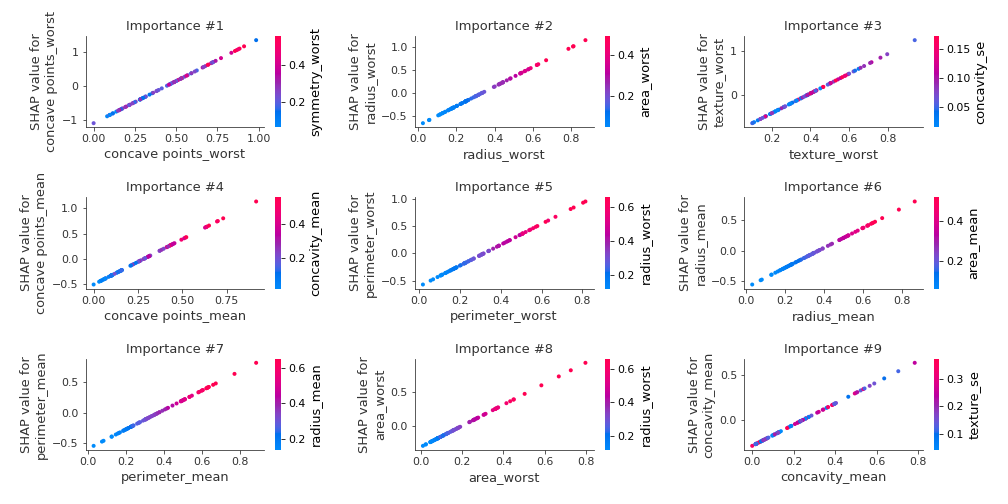 Importance #1
SHAP value for
concave points_worst
1
0
−1
0.00 0.25 0.50 0.75 1.00
concave points_worst
0.4
0.2
symmetry_worst
Importance #2
SHAP value for
radius_worst
1.0
0.5
0.0
−0.5
0.0 0.2 0.4 0.6 0.8
radius_worst
0.4
0.2
area_worst
Importance #3
SHAP value for
texture_worst
1
0
0.2 0.4 0.6 0.8
texture_worst
0.15
0.10
0.05
concavity_se
Importance #4
SHAP value for
concave points_mean
1.0
0.5
0.0
−0.5
0.00 0.25 0.50 0.75
concave points_mean
0.4
0.2
concavity_mean
Importance #5
SHAP value for
perimeter_worst
1.0
0.5
0.0
−0.5
0.0 0.2 0.4 0.6 0.8
perimeter_worst
0.6
0.4
0.2
radius_worst
Importance #6
SHAP value for
radius_mean
0.5
0.0
−0.5
0.0 0.2 0.4 0.6 0.8
radius_mean
0.4
0.2
area_mean
Importance #7
SHAP value for
perimeter_mean
0.5
0.0
−0.5
0.0 0.2 0.4 0.6 0.8
perimeter_mean
0.6
0.4
0.2
radius_mean
Importance #8
SHAP value for
area_worst
0.5
0.0
0.0 0.2 0.4 0.6 0.8
area_worst
0.6
0.4
0.2
radius_worst
Importance #9
SHAP value for
concavity_mean
0.5
0.0
0.0 0.2 0.4 0.6 0.8
concavity_mean
0.3
0.2
0.1
texture_se